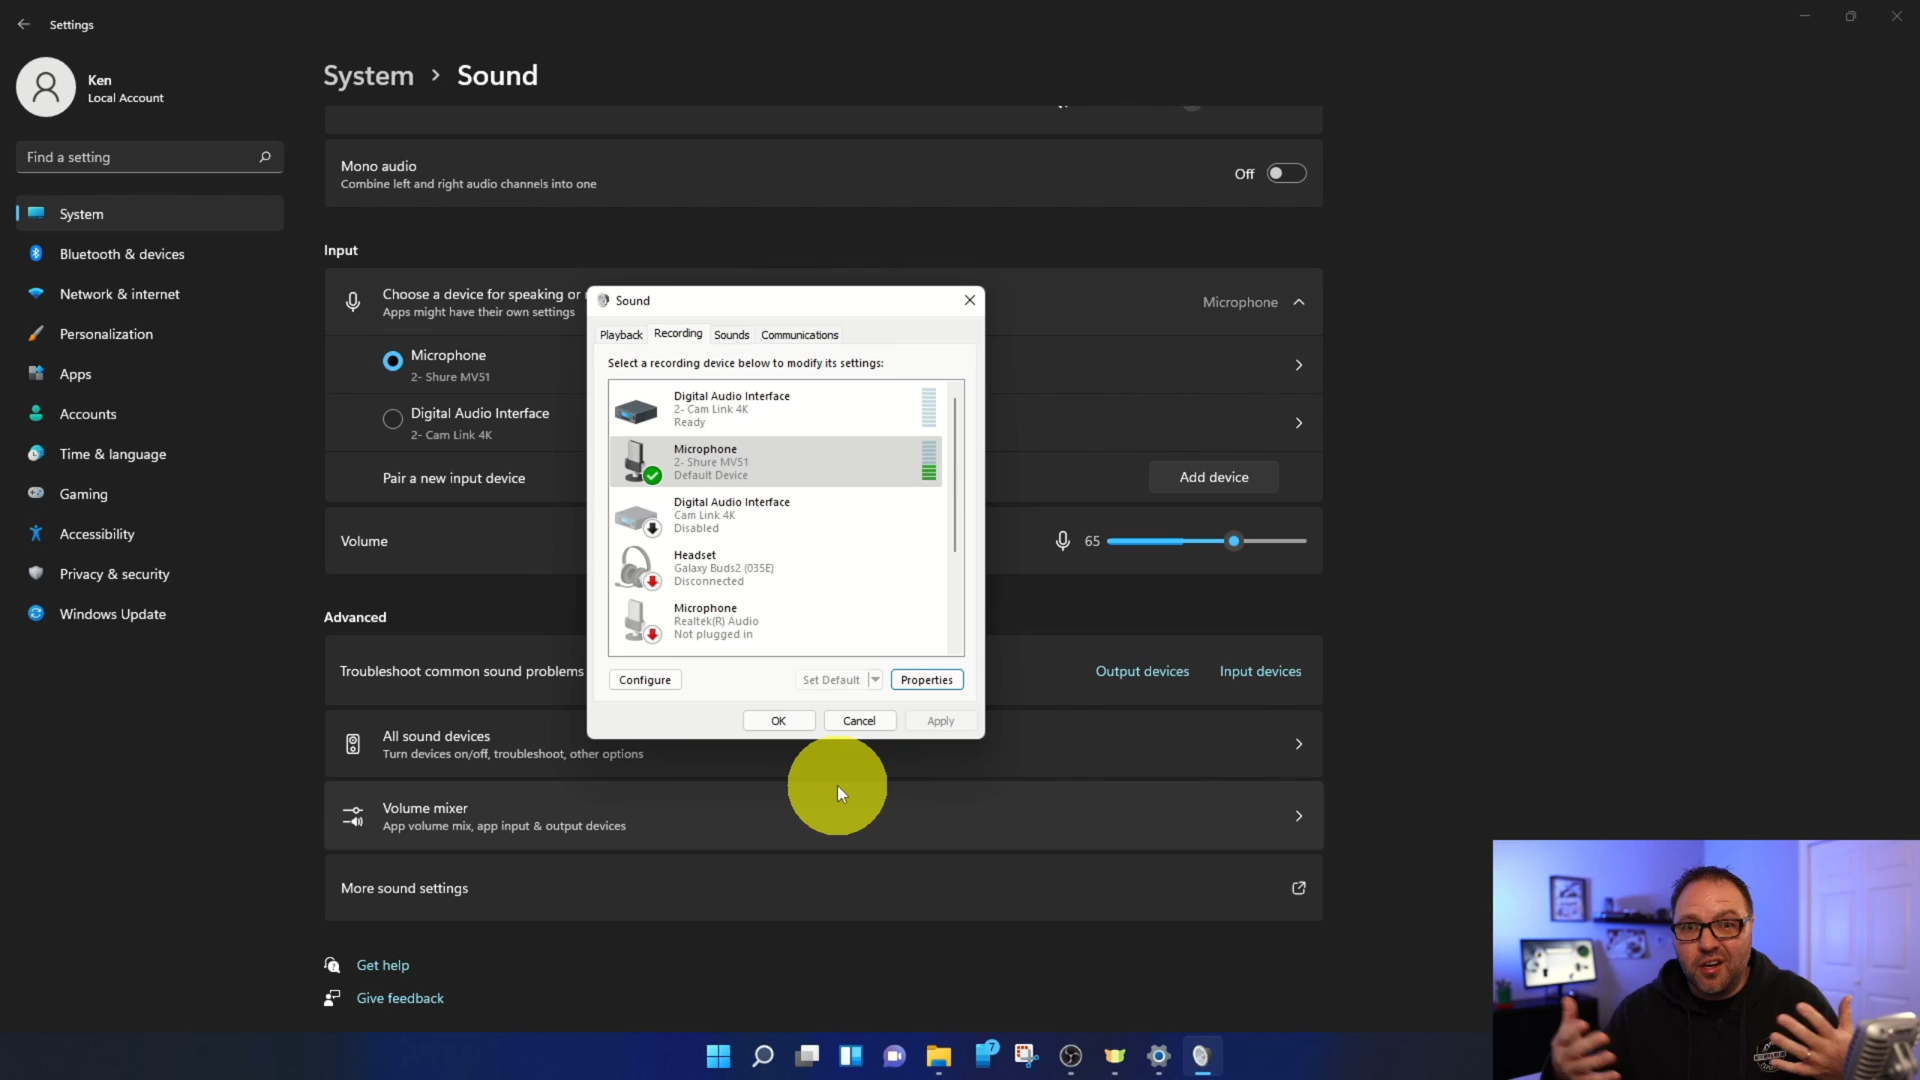 Settings
Ken
Local Account
Find a setting
System
Bluetooth & devices
Network & internet
Personalization
Apps
Accounts
Time & language
Gaming
Accessibility
Privacy & security
Windows Update
System > Sound
Mono audio
Combine left and right audio channels into one
Off
Input
Choose a device for speaking or
Apps might have their own settings
Microphone
Microphone
2- Shure MV51
Digital Audio Interface
2- Cam Link 4K
Pair a new input device
Add device
Volume
65
Advanced
Troubleshoot common sound problems
Output devices
Input devices
All sound devices
Turn devices on/off, troubleshoot, other options
Volume mixer
App volume mix, app input & output devices
More sound settings
Get help
Give feedback
Sound
Playback
Recording
Sounds
Communications
Select a recording device below to modify its settings:
Digital Audio Interface
2- Cam Link 4K
Ready
Microphone
2- Shure MV51
Default Device
Digital Audio Interface
Cam Link 4K
Disabled
Headset
Galaxy Buds2 (035E)
Disconnected
Microphone
Realtek(R) Audio
Not plugged in
Configure
Set Default
Properties
OK
Cancel
Apply
7